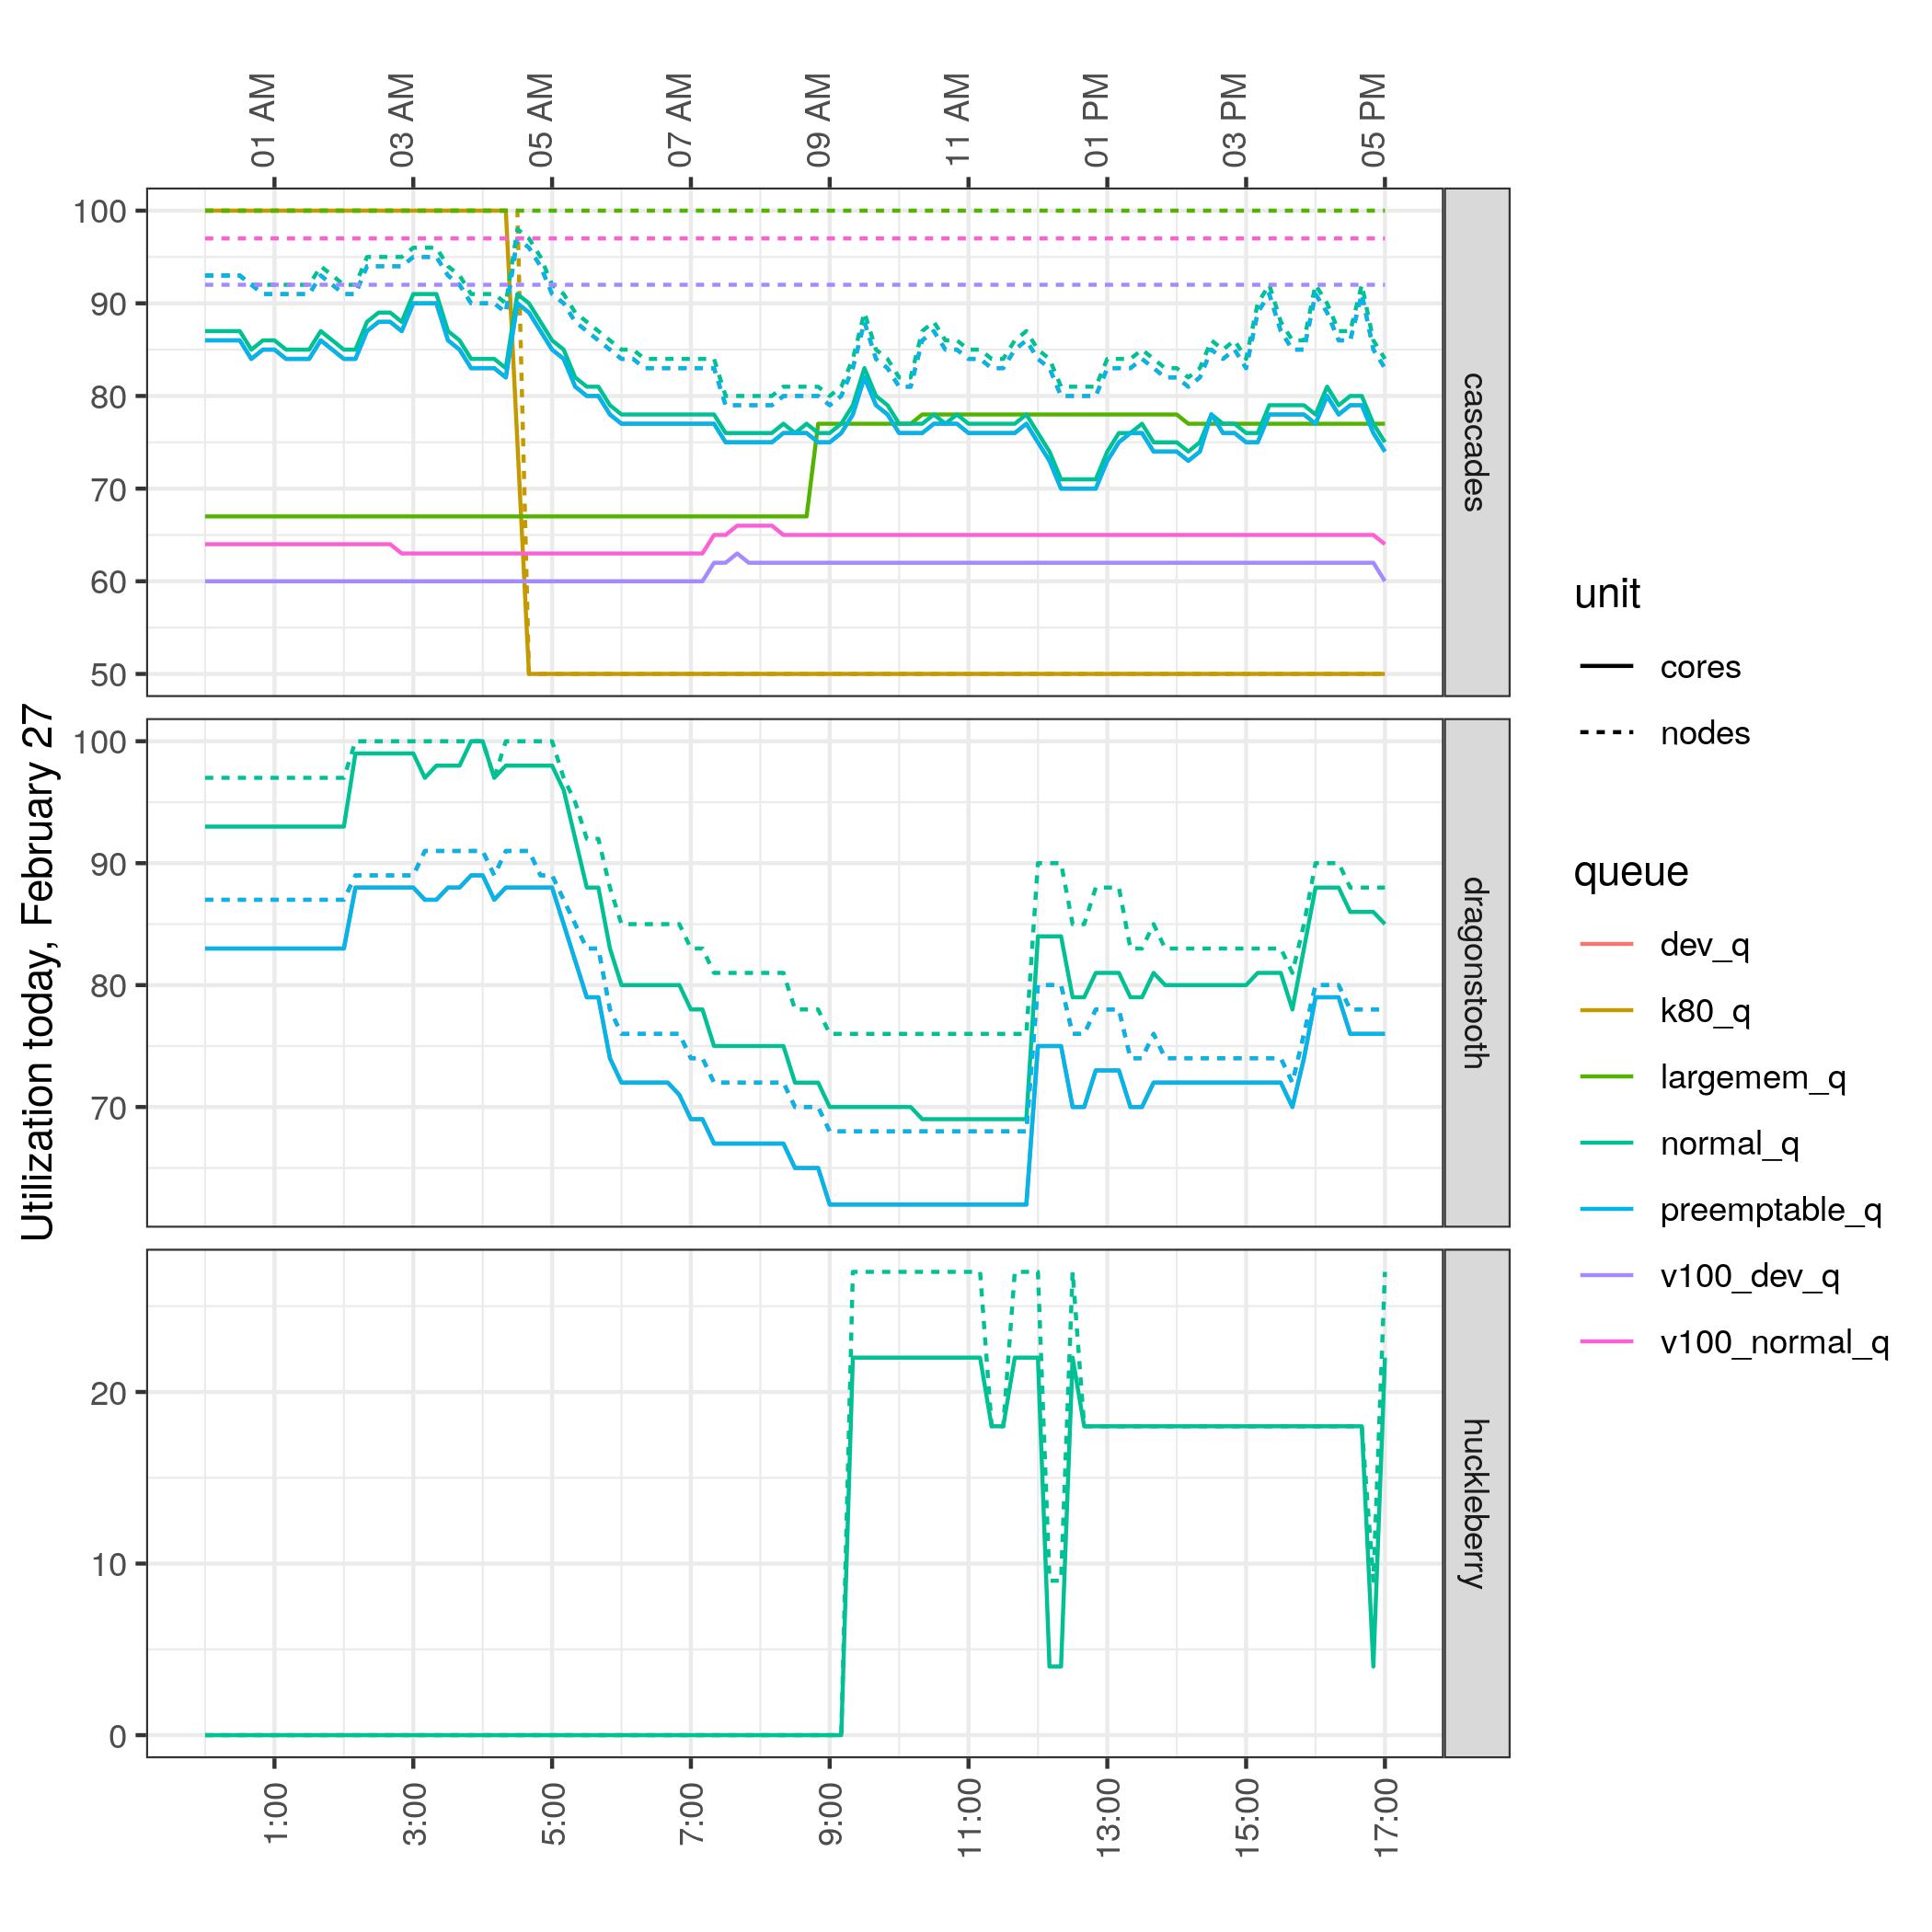 01 AM
03 AM
05 AM
07 AM
09 AM
11 AM
01 PM
03 PM
05 PM
Utilization today, February 27
100
90
80
70
60
50
cascades
100
90
80
70
dragonstooth
20
10
0
huckleberry
1:00
3:00
5:00
7:00
9:00
11:00
13:00
15:00
17:00
unit
cores
nodes
queue
dev_q
k80_q
largemem_q
normal_q
preemptable_q
v100_dev_q
v100_normal_q